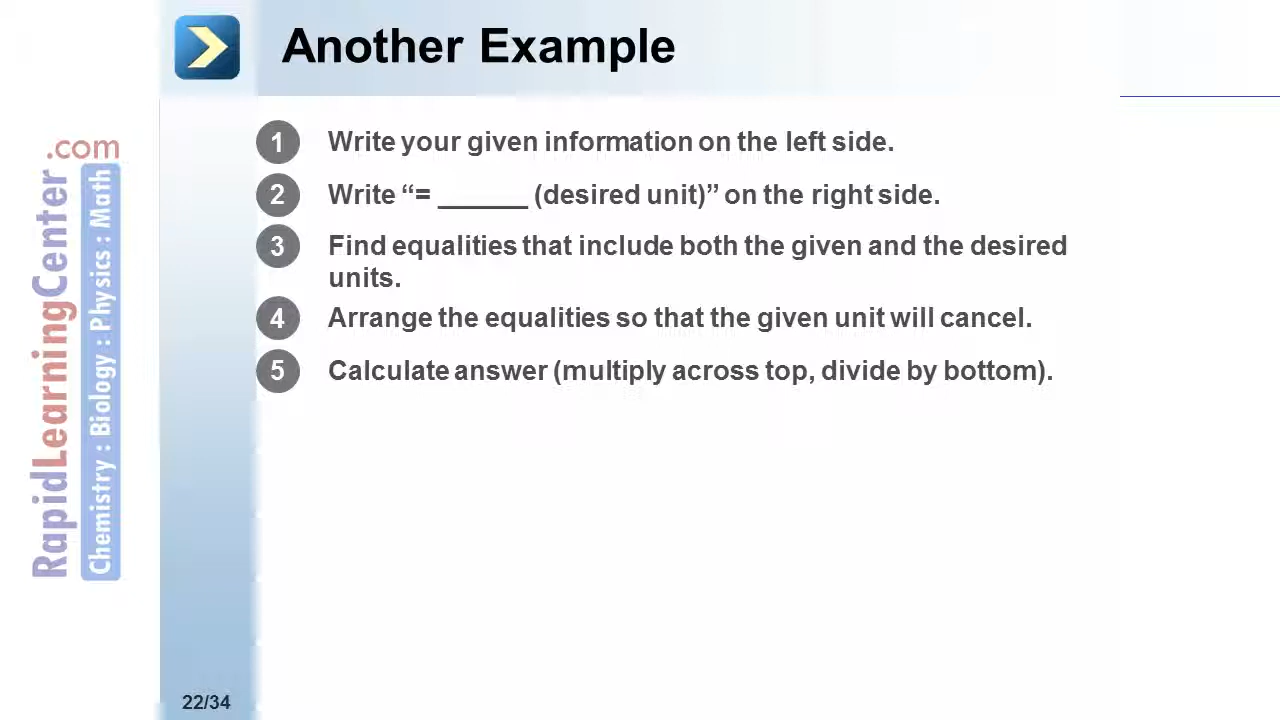 Another Example
1 Write your given information on the left side.
2 Write “= ______ (desired unit)” on the right side.
3 Find equalities that include both the given and the desired
units.
4 Arrange the equalities so that the given unit will cancel.
5 Calculate answer (multiply across top, divide by bottom).
RapidLearningCenter.com
Chemistry : Biology : Physics : Math
22/34